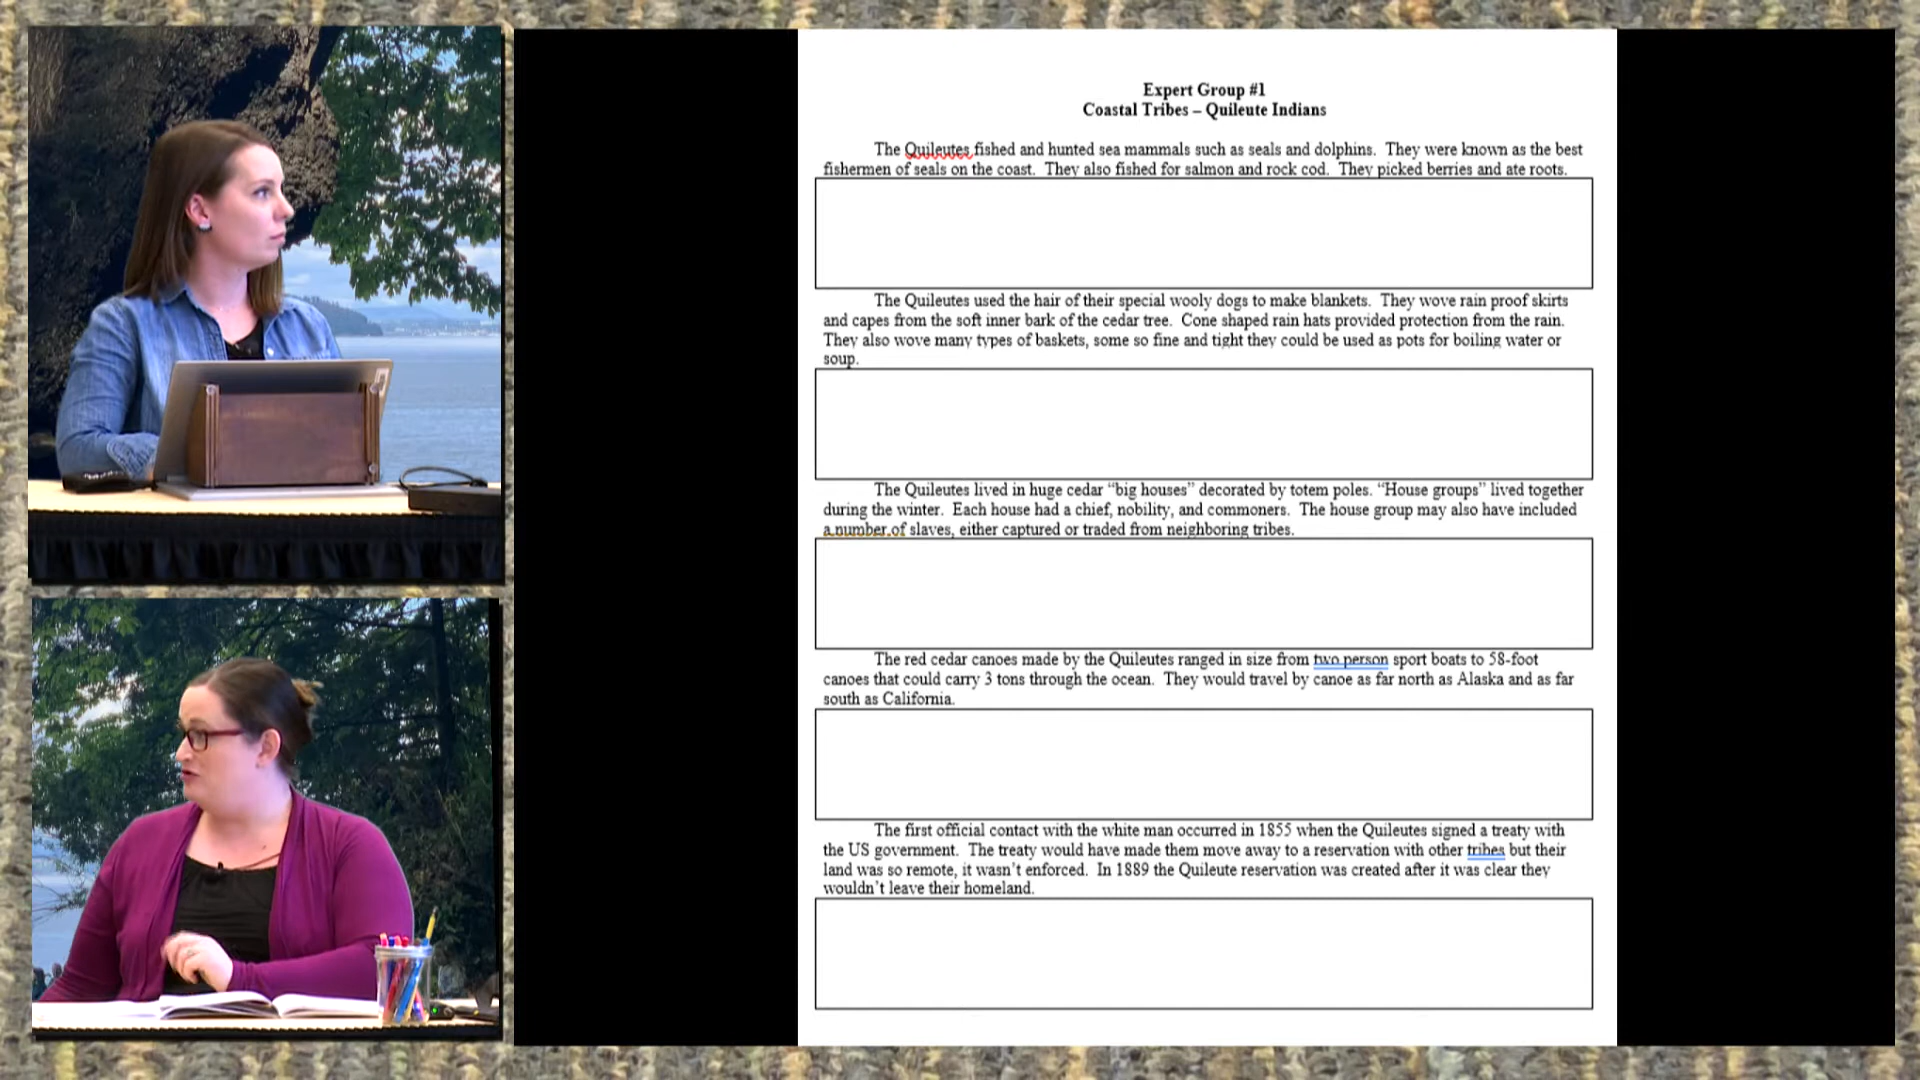 Expert Group #1
Coastal Tribes – Quileute Indians
The Quileutes fished and hunted sea mammals such as seals and dolphins. They were known as the best
fishermen of seals on the coast. They also fished for salmon and rock cod. They picked berries and ate roots.
The Quileutes used the hair of their special wooly dogs to make blankets. They wove rain proof skirts
and capes from the soft inner bark of the cedar tree. Cone shaped rain hats provided protection from the rain.
They also wove many types of baskets, some so fine and tight they could be used as pots for boiling water or
soup.
The Quileutes lived in huge cedar “big houses” decorated by totem poles. “House groups” lived together
during the winter. Each house had a chief, nobility, and commoners. The house group may also have included
a number of slaves, either captured or traded from neighboring tribes.
The red cedar canoes made by the Quileutes ranged in size from two person sport boats to 58-foot
canoes that could carry 3 tons through the ocean. They would travel by canoe as far north as Alaska and as far
south as California.
The first official contact with the white man occurred in 1855 when the Quileutes signed a treaty with
the US government. The treaty would have made them move away to a reservation with other tribes but their
land was so remote, it wasn’t enforced. In 1889 the Quileute reservation was created after it was clear they
wouldn’t leave their homeland.